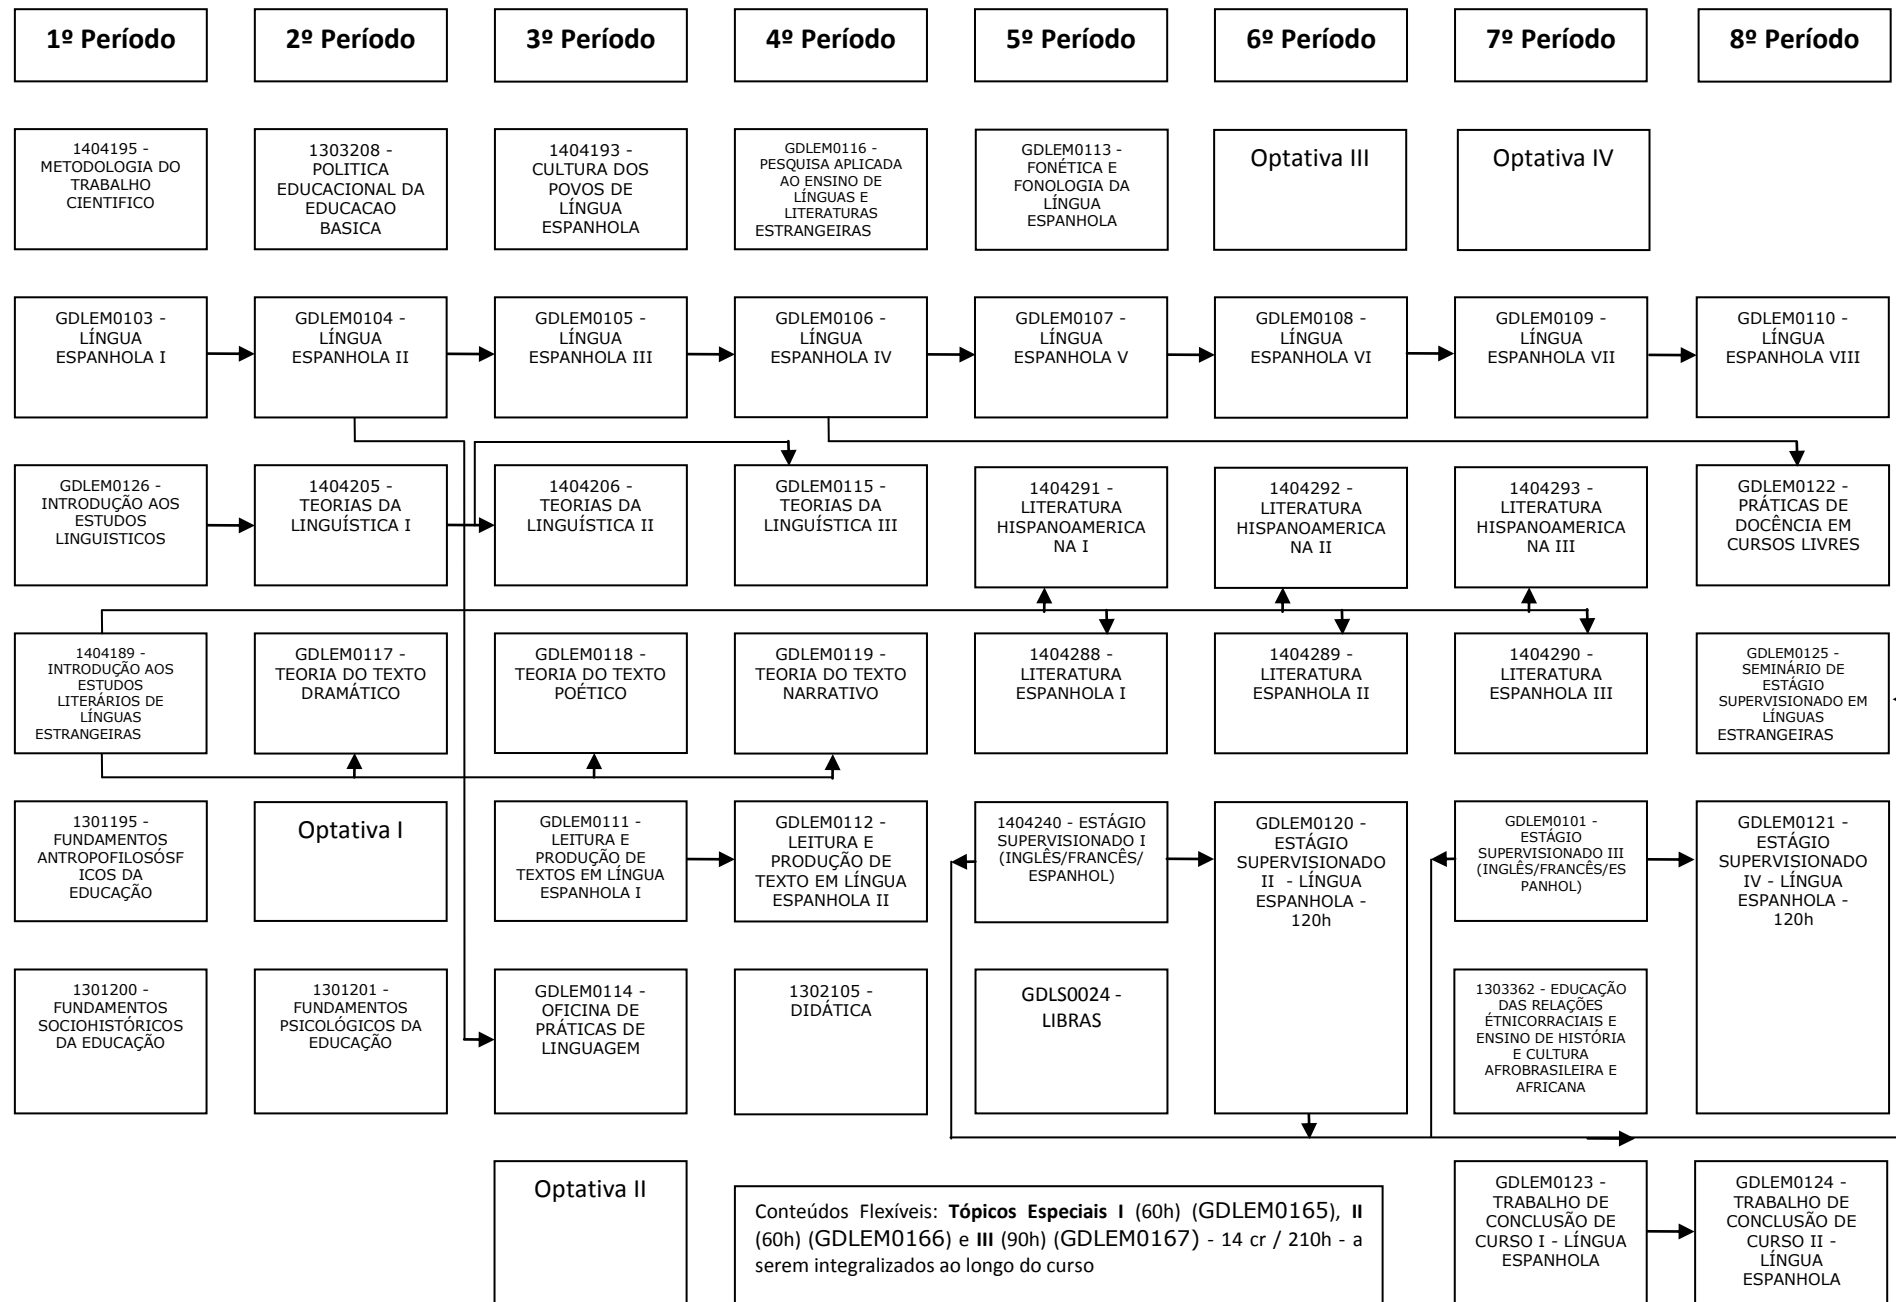 1º Período
2º Período
3º Período
4º Período
5º Período
6º Período
7º Período
8º Período
1404195 -
METODOLOGIA DO
TRABALHO
CIENTIFICO
1303208 -
POLITICA
EDUCACIONAL DA
EDUCACAO
BASICA
1404193 -
CULTURA DOS
POVOS DE
LÍNGUA
ESPANHOLA
GDLEM0116 -
PESQUISA APLICADA
AO ENSINO DE
LÍNGUAS E
LITERATURAS
ESTRANGEIRAS
GDLEM0113 -
FONÉTICA E
FONOLOGIA DA
LÍNGUA
ESPANHOLA
Optativa III
Optativa IV
GDLEM0103 -
LÍNGUA
ESPANHOLA I
GDLEM0104 -
LÍNGUA
ESPANHOLA II
GDLEM0105 -
LÍNGUA
ESPANHOLA III
GDLEM0106 -
LÍNGUA
ESPANHOLA IV
GDLEM0107 -
LÍNGUA
ESPANHOLA V
GDLEM0108 -
LÍNGUA
ESPANHOLA VI
GDLEM0109 -
LÍNGUA
ESPANHOLA VII
GDLEM0110 -
LÍNGUA
ESPANHOLA VIII
GDLEM0126 -
INTRODUÇÃO AOS
ESTUDOS
LINGUISTICOS
1404205 -
TEORIAS DA
LINGUÍSTICA I
1404206 -
TEORIAS DA
LINGUÍSTICA II
GDLEM0115 -
TEORIAS DA
LINGUÍSTICA III
1404291 -
LITERATURA
HISPANOAMERICA
NA I
1404292 -
LITERATURA
HISPANOAMERICA
NA II
1404293 -
LITERATURA
HISPANOAMERICA
NA III
GDLEM0122 -
PRÁTICAS DE
DOCÊNCIA EM
CURSOS LIVRES
1404189 -
INTRODUÇÃO AOS
ESTUDOS
LITERÁRIOS DE
LÍNGUAS
ESTRANGEIRAS
GDLEM0117 -
TEORIA DO TEXTO
DRAMÁTICO
GDLEM0118 -
TEORIA DO TEXTO
POÉTICO
GDLEM0119 -
TEORIA DO TEXTO
NARRATIVO
1404288 -
LITERATURA
ESPANHOLA I
1404289 -
LITERATURA
ESPANHOLA II
1404290 -
LITERATURA
ESPANHOLA III
GDLEM0125 -
SEMINÁRIO DE
ESTÁGIO
SUPERVISIONADO EM
LÍNGUAS
ESTRANGEIRAS
1301195 -
FUNDAMENTOS
ANTROPOFILOSÓSF
ICOS DA
EDUCAÇÃO
Optativa I
GDLEM0111 -
LEITURA E
PRODUÇÃO DE
TEXTOS EM LÍNGUA
ESPANHOLA I
GDLEM0112 -
LEITURA E
PRODUÇÃO DE
TEXTO EM LÍNGUA
ESPANHOLA II
1404240 - ESTÁGIO
SUPERVISIONADO I
(INGLÊS/FRANCÊS/
ESPANHOL)
GDLEM0120 -
ESTÁGIO
SUPERVISIONADO
II - LÍNGUA
ESPANHOLA -
120h
GDLEM0101 -
ESTÁGIO
SUPERVISIONADO III
(INGLÊS/FRANCÊS/ES
PANHOL)
GDLEM0121 -
ESTÁGIO
SUPERVISIONADO
IV - LÍNGUA
ESPANHOLA -
120h
1301200 -
FUNDAMENTOS
SOCIOHISTÓRICOS
DA EDUCAÇÃO
1301201 -
FUNDAMENTOS
PSICOLÓGICOS DA
EDUCAÇÃO
GDLEM0114 -
OFICINA DE
PRÁTICAS DE
LINGUAGEM
1302105 -
DIDÁTICA
GDLS0024 -
LIBRAS
1303362 - EDUCAÇÃO
DAS RELAÇÕES
ÉTNICORRACIAIS E
ENSINO DE HISTÓRIA
E CULTURA
AFROBRASILEIRA E
AFRICANA
Optativa II
Conteúdos Flexíveis: Tópicos Especiais I (60h) (GDLEM0165), II
(60h) (GDLEM0166) e III (90h) (GDLEM0167) - 14 cr / 210h - a
serem integralizados ao longo do curso
GDLEM0123 -
TRABALHO DE
CONCLUSÃO DE
CURSO I - LÍNGUA
ESPANHOLA
GDLEM0124 -
TRABALHO DE
CONCLUSÃO DE
CURSO II -
LÍNGUA
ESPANHOLA